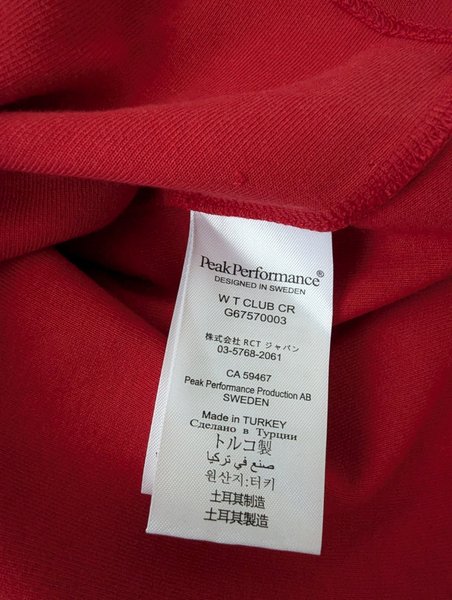 PeakPerformance®
DESIGNED IN SWEDEN
W T CLUB CR
G67570003
株式会社 RCT ジャパン
03-5768-2061
CA 59467
Peak Performance Production AB
SWEDEN
Made in TURKEY
Сделано в Турции
トルコ製
صنع في تركيا
원산지:터키
土耳其制造
土耳其製造